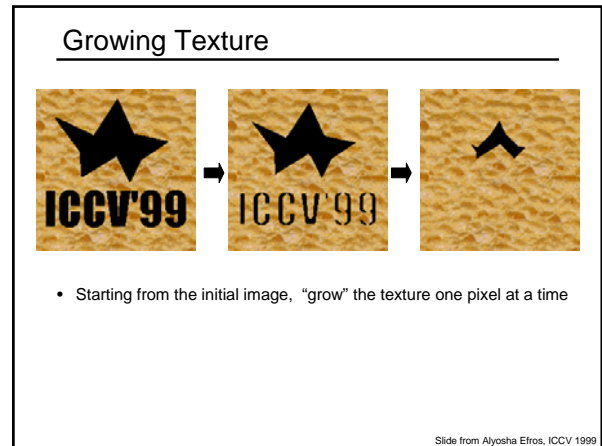 Growing Texture
ICCV'99
ICCV'99
• Starting from the initial image, “grow” the texture one pixel at a time
Slide from Alyosha Efros, ICCV 1999